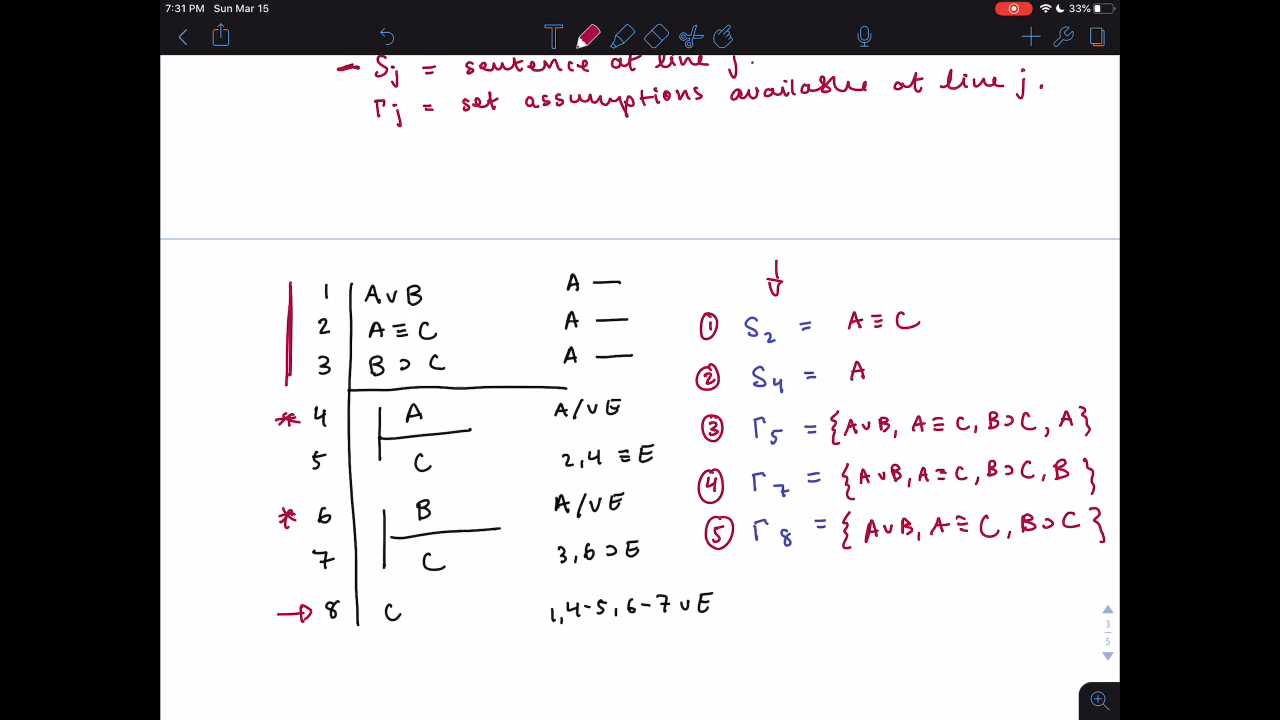 7:31 PM Sun Mar 15
33%
T
- Sj = sentence at line j.
Γj = set assumptions available at line j.
1 A∨B A —
2 A ≡ C A —
3 B ⊃ C A —
* 4 A A/∨E
5 C 2,4 ≡E
* 6 B A/∨E
7 C 3,6 ⊃E
→ 8 C 1,4-5, 6-7 ∨E
① S₂ = A ≡ C
② S₄ = A
③ Γ₅ = {A∨B, A ≡ C, B⊃C, A}
④ Γ₇ = {A∨B, A ≡ C, B⊃C, B}
⑤ Γ₈ = {A∨B, A ≡ C, B⊃C}
3
5